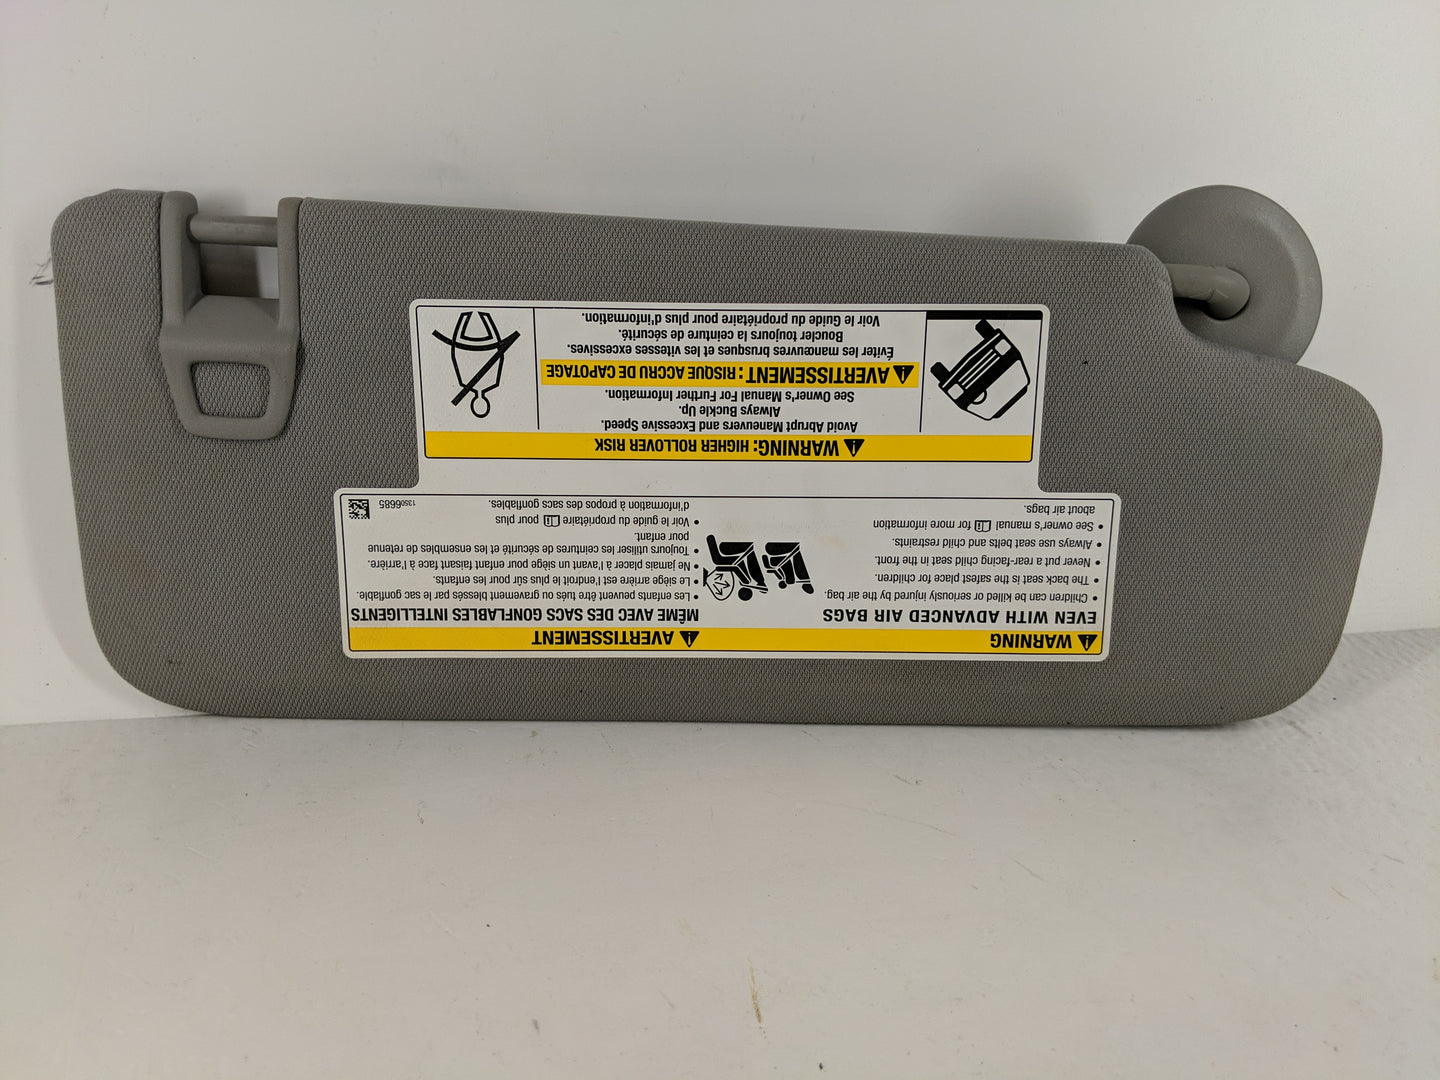 WARNING
EVEN WITH ADVANCED AIR BAGS
• Children can be killed or seriously injured by the air bag.
• The back seat is the safest place for children.
• Never put a rear-facing child seat in the front.
• Always use seat belts and child restraints.
• See owner's manual for more information
about air bags.
AVERTISSEMENT
MÊME AVEC DES SACS GONFLABLES INTELLIGENTS
• Les enfants peuvent être tués ou gravement blessés par le sac gonflable.
• Le siège arrière est l'endroit le plus sûr pour les enfants.
• Ne jamais placer à l'avant un siège pour enfant faisant face à l'arrière.
• Toujours utiliser les ceintures de sécurité et les ensembles de retenue
pour enfant.
• Voir le guide du propriétaire pour plus
d'information à propos des sacs gonflables.
13506685
WARNING: HIGHER ROLLOVER RISK
Avoid Abrupt Maneuvers and Excessive Speed.
Always Buckle Up.
See Owner's Manual For Further Information.
AVERTISSEMENT: RISQUE ACCRU DE CAPOTAGE
Éviter les manœuvres brusques et les vitesses excessives.
Boucler toujours la ceinture de sécurité.
Voir le Guide du propriétaire pour plus d'information.